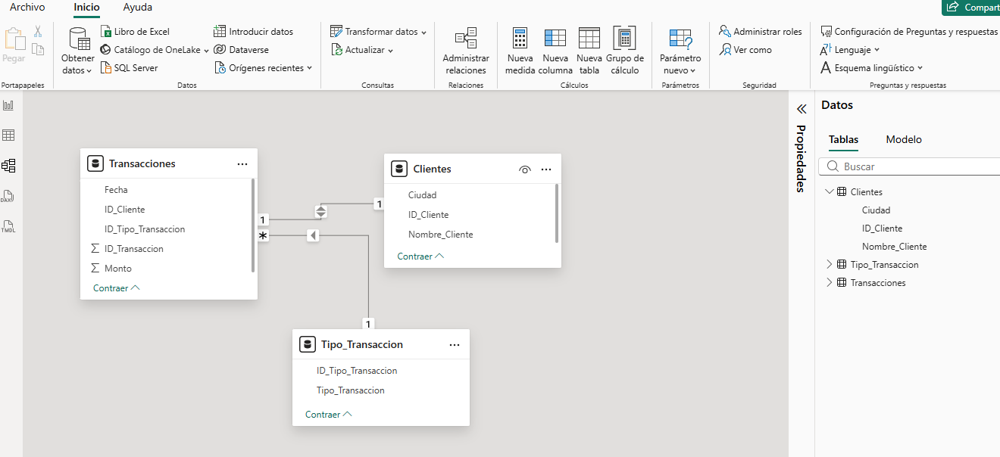 Archivo Inicio Ayuda Compart
Pegar
Portapapeles
Obtener datos
Libro de Excel
Catálogo de OneLake
SQL Server
Introducir datos
Dataverse
Orígenes recientes
Datos
Transformar datos
Actualizar
Consultas
Administrar relaciones
Relaciones
Nueva medida
Nueva columna
Nueva tabla
Grupo de cálculo
Cálculos
Parámetro nuevo
Parámetros
Administrar roles
Ver como
Seguridad
Configuración de Preguntas y respuestas
Lenguaje
Esquema lingüístico
Preguntas y respuestas
DAX
TMDL
Transacciones
Fecha
ID_Cliente
ID_Tipo_Transaccion
ID_Transaccion
Monto
Contraer
1
*
1
1
Clientes
Ciudad
ID_Cliente
Nombre_Cliente
Contraer
Tipo_Transaccion
ID_Tipo_Transaccion
Tipo_Transaccion
Contraer
Propiedades
Datos
Tablas Modelo
Buscar
Clientes
Ciudad
ID_Cliente
Nombre_Cliente
Tipo_Transaccion
Transacciones